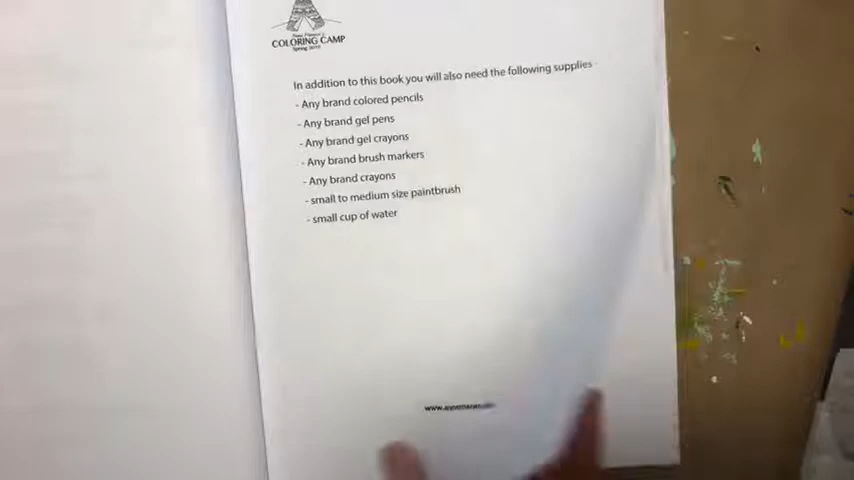 COLORING CAMP
Spring 2019
In addition to this book you will also need the following supplies
- Any brand colored pencils
- Any brand gel pens
- Any brand gel crayons
- Any brand brush markers
- Any brand crayons
- small to medium size paintbrush
- small cup of water